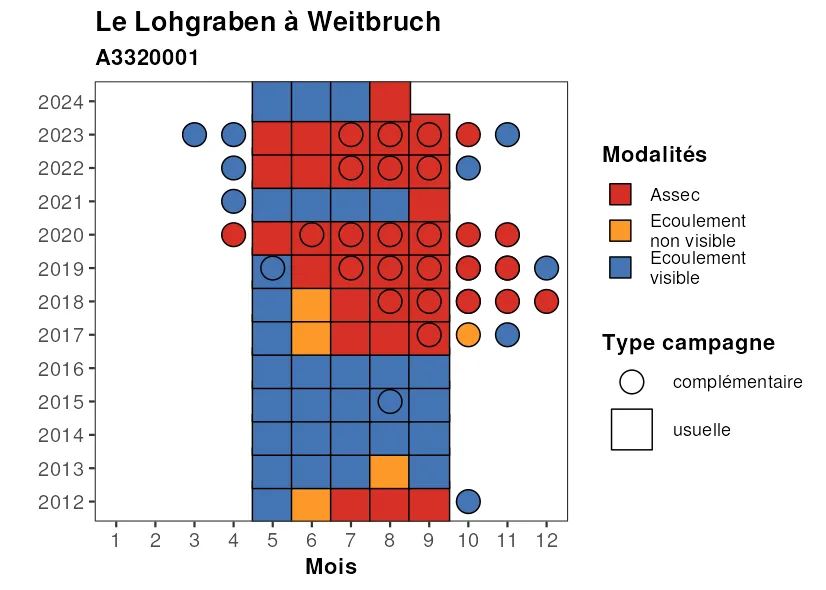 Le Lohgraben à Weitbruch
A3320001
2024
2023
2022
2021
2020
2019
2018
2017
2016
2015
2014
2013
2012
1 2 3 4 5 6 7 8 9 10 11 12
Mois
Modalités
Assec
Ecoulement
non visible
Ecoulement
visible
Type campagne
complémentaire
usuelle